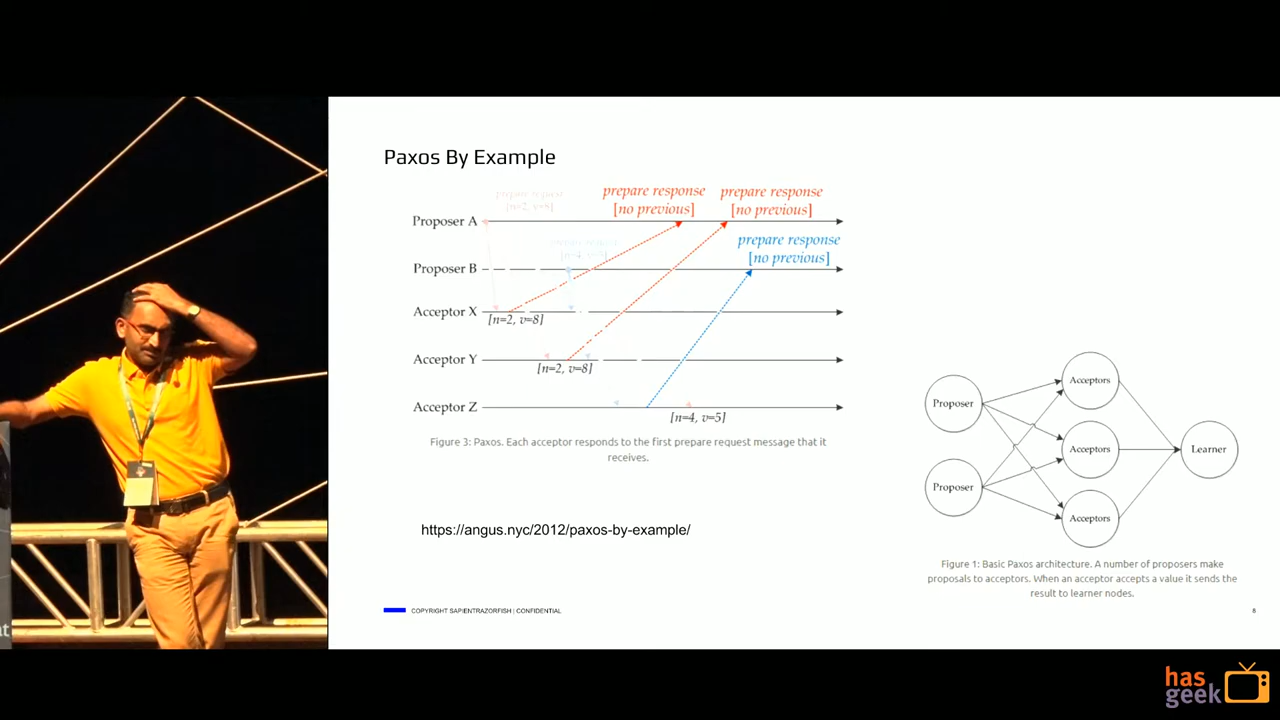 Paxos By Example
prepare request
[n=2, v=8]
prepare response
[no previous]
prepare response
[no previous]
Proposer A
prepare response
[no previous]
Proposer B
Acceptor X
[n=2, v=8]
Acceptor Y
[n=2, v=8]
Acceptor Z
[n=4, v=5]
Figure 3: Paxos. Each acceptor responds to the first prepare request message that it
receives.
https://angus.nyc/2012/paxos-by-example/
Proposer
Proposer
Acceptors
Acceptors
Acceptors
Learner
Figure 1: Basic Paxos architecture. A number of proposers make
proposals to acceptors. When an acceptor accepts a value it sends the
result to learner nodes.
COPYRIGHT SAPIENTRAZORFISH | CONFIDENTIAL
8
has
geek